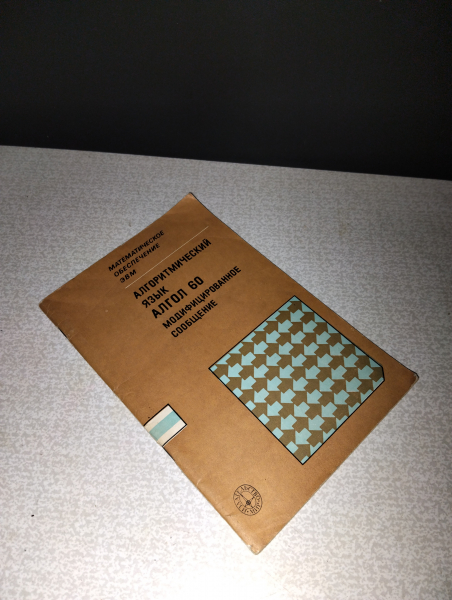 МАТЕМАТИЧЕСКОЕ
ОБЕСПЕЧЕНИЕ
ЭВМ
АЛГОРИТМИЧЕСКИЙ
ЯЗЫК
АЛГОЛ 60
МОДИФИЦИРОВАННОЕ
СООБЩЕНИЕ